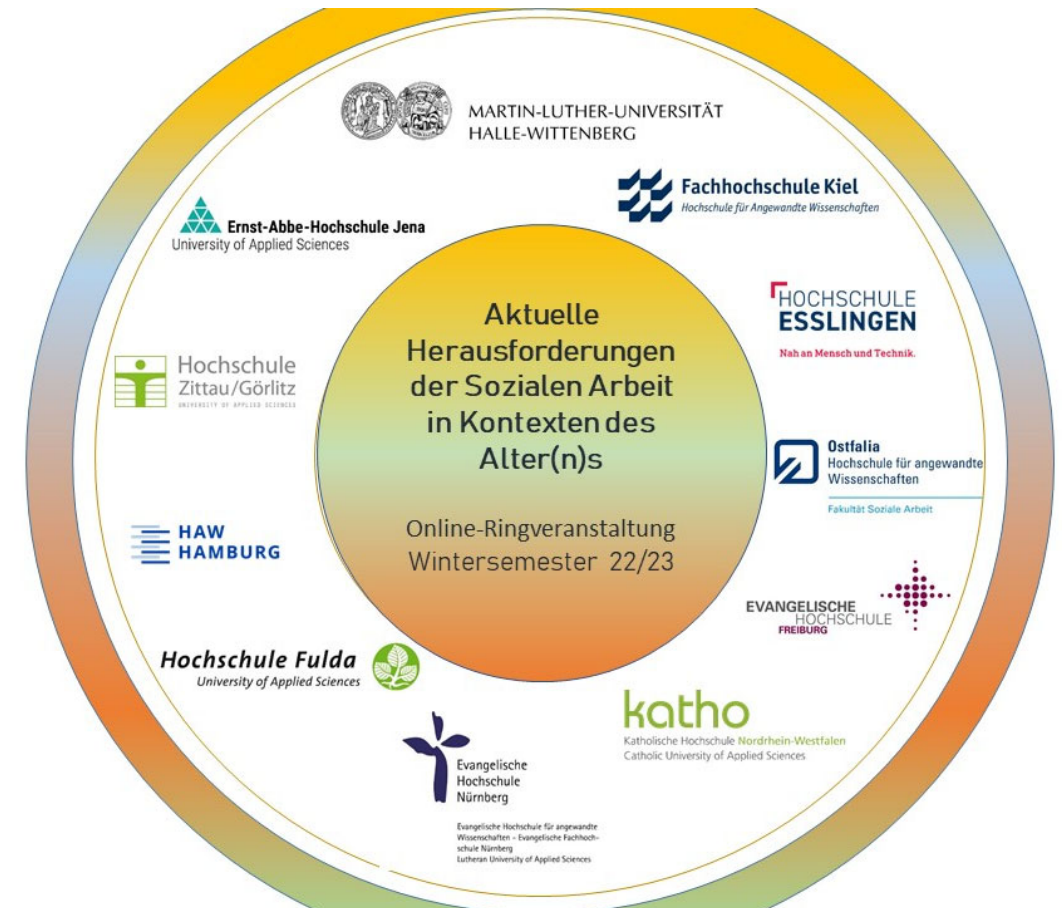 MARTIN-LUTHER-UNIVERSITÄT
HALLE-WITTENBERG
Fachhochschule Kiel
Hochschule für Angewandte Wissenschaften
Ernst-Abbe-Hochschule Jena
University of Applied Sciences
HOCHSCHULE
ESSLINGEN
Nah an Mensch und Technik.
Aktuelle
Herausforderungen
der Sozialen Arbeit
in Kontexten des
Alter(n)s
Online-Ringveranstaltung
Wintersemester 22/23
Hochschule
Zittau/Görlitz
UNIVERSITY OF APPLIED SCIENCES
Ostfalia
Hochschule für angewandte
Wissenschaften
Fakultät Soziale Arbeit
HAW
HAMBURG
EVANGELISCHE
HOCHSCHULE
FREIBURG
Hochschule Fulda
University of Applied Sciences
katho
Katholische Hochschule Nordrhein-Westfalen
Catholic University of Applied Sciences
Evangelische
Hochschule
Nürnberg
Evangelische Hochschule für angewandte
Wissenschaften – Evangelische Fachhoch-
schule Nürnberg
Lutheran University of Applied Sciences